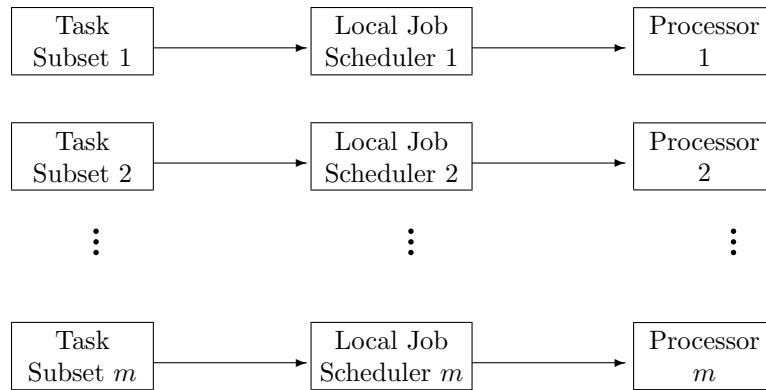 Task
Subset 1
Local Job
Scheduler 1
Processor
1
Task
Subset 2
Local Job
Scheduler 2
Processor
2
Task
Subset m
Local Job
Scheduler m
Processor
m